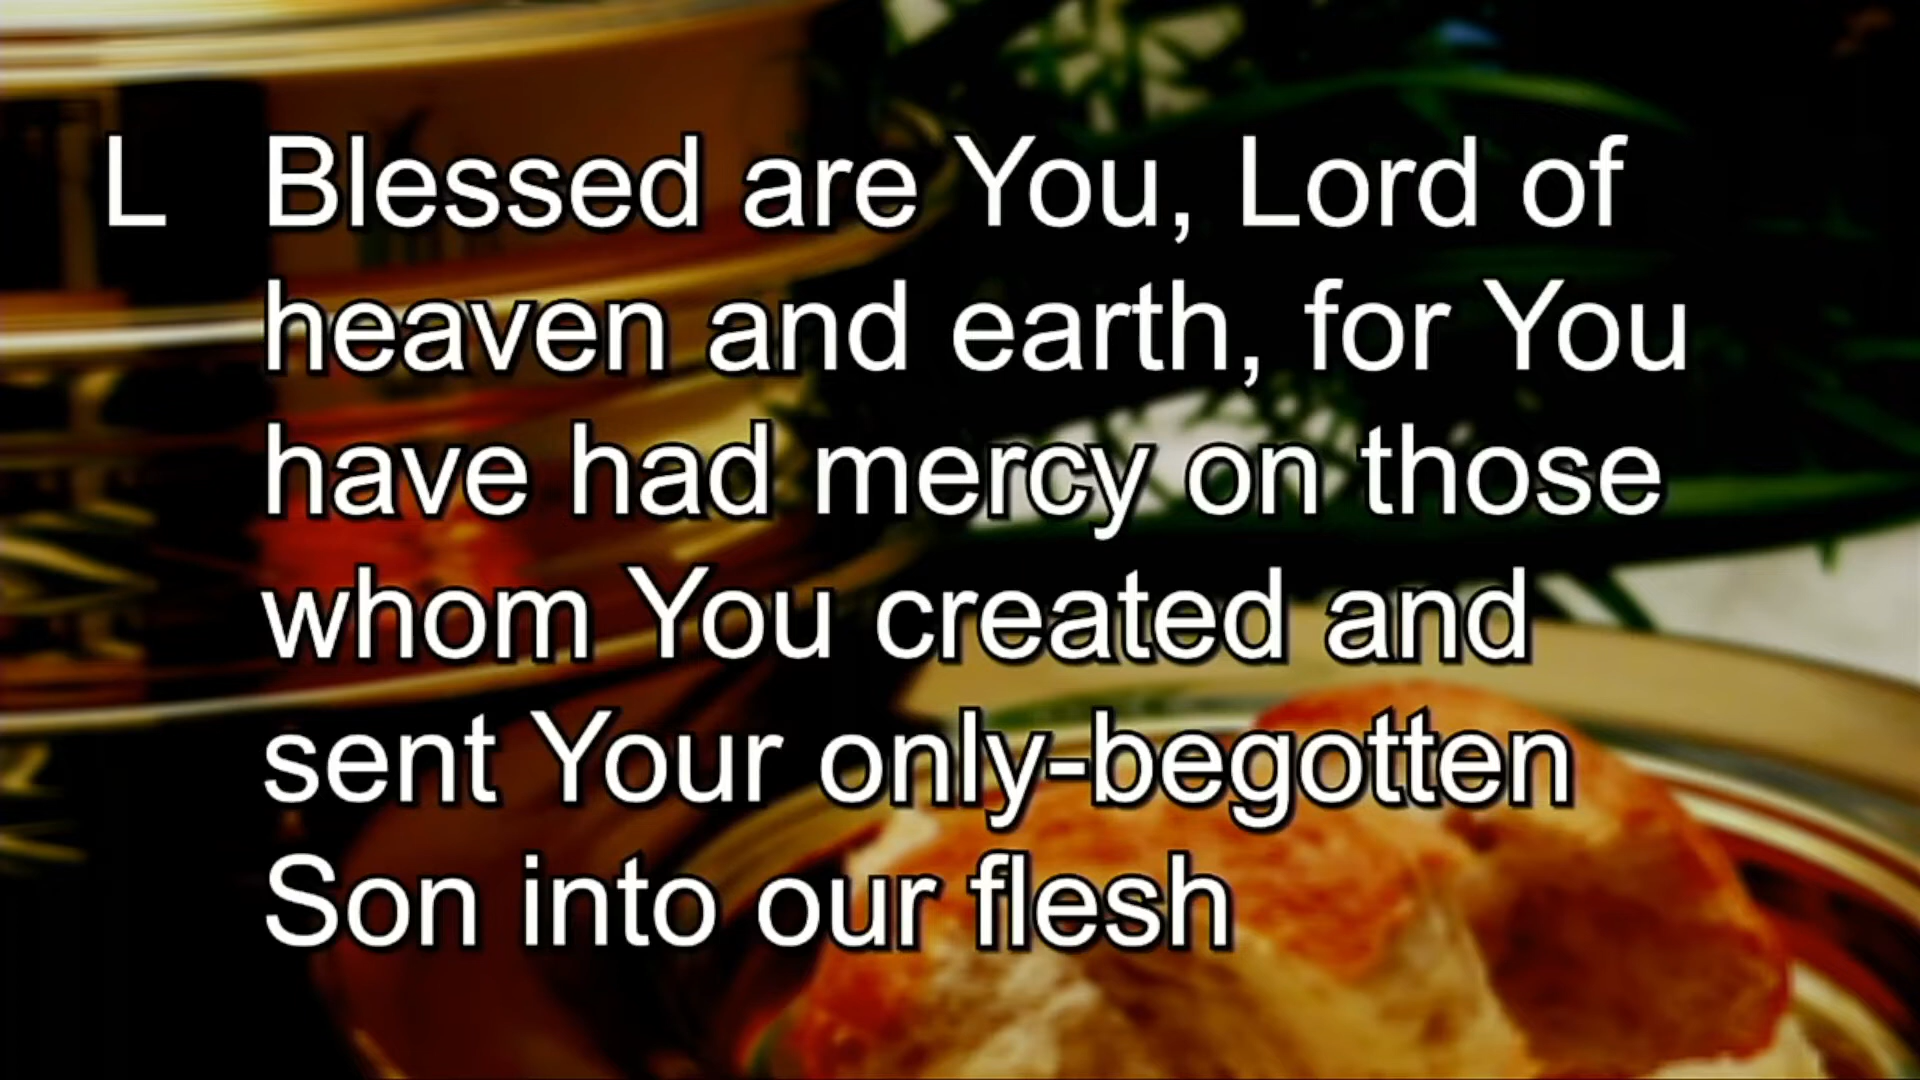 L Blessed are You, Lord of
heaven and earth, for You
have had mercy on those
whom You created and
sent Your only-begotten
Son into our flesh